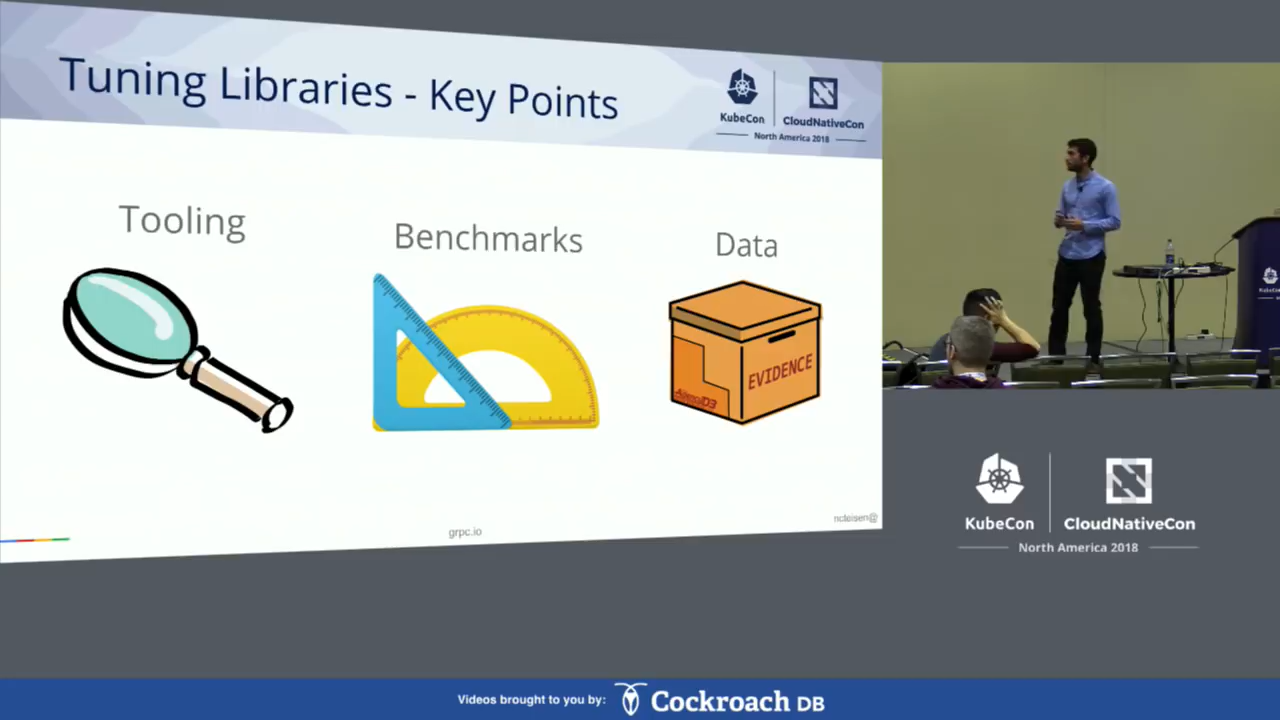 Tuning Libraries - Key Points
KubeCon
CloudNativeCon
North America 2018
Tooling
Benchmarks
Data
EVIDENCE
grpc.io
ncteisen@
KubeCon
CloudNativeCon
North America 2018
Videos brought to you by:
Cockroach DB